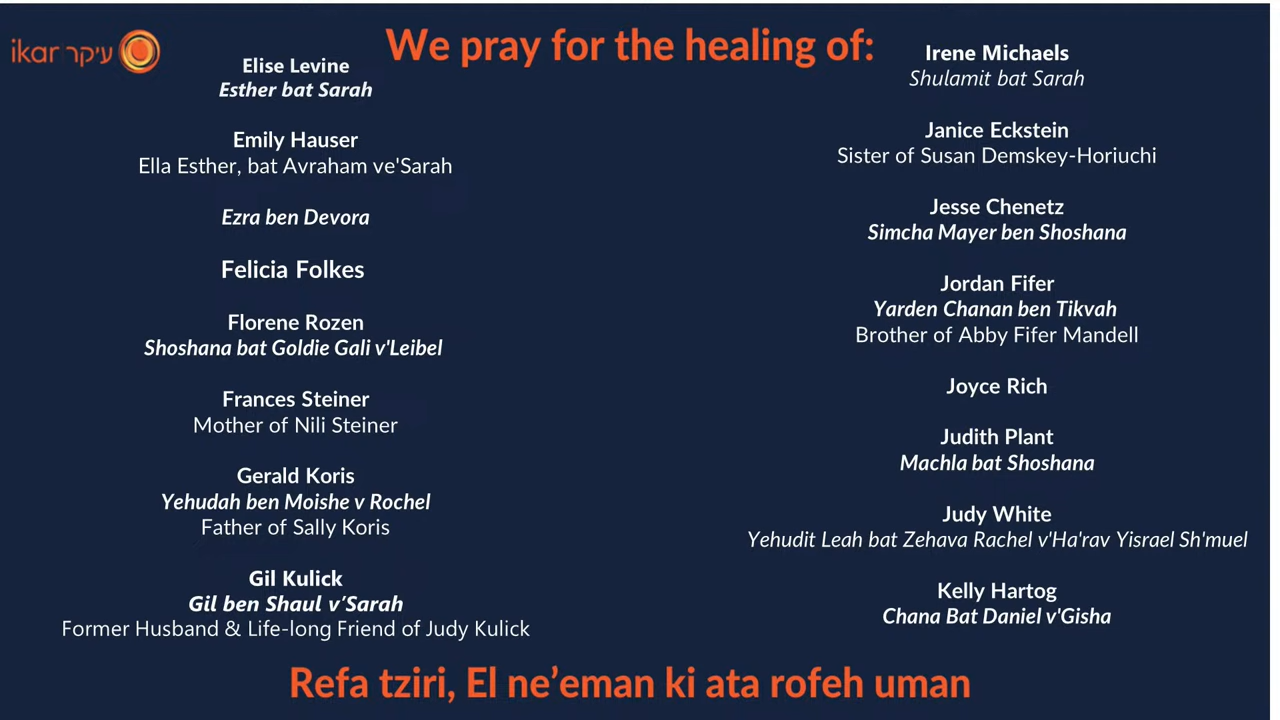 ikar עיקר
We pray for the healing of:
Elise Levine
Esther bat Sarah
Emily Hauser
Ella Esther, bat Avraham ve'Sarah
Ezra ben Devora
Felicia Folkes
Florene Rozen
Shoshana bat Goldie Gali v'Leibel
Frances Steiner
Mother of Nili Steiner
Gerald Koris
Yehudah ben Moishe v Rochel
Father of Sally Koris
Gil Kulick
Gil ben Shaul v’Sarah
Former Husband & Life-long Friend of Judy Kulick
Irene Michaels
Shulamit bat Sarah
Janice Eckstein
Sister of Susan Demskey-Horiuchi
Jesse Chenetz
Simcha Mayer ben Shoshana
Jordan Fifer
Yarden Chanan ben Tikvah
Brother of Abby Fifer Mandell
Joyce Rich
Judith Plant
Machla bat Shoshana
Judy White
Yehudit Leah bat Zehava Rachel v'Ha'rav Yisrael Sh'muel
Kelly Hartog
Chana Bat Daniel v'Gisha
Refa tziri, El ne’eman ki ata rofeh uman